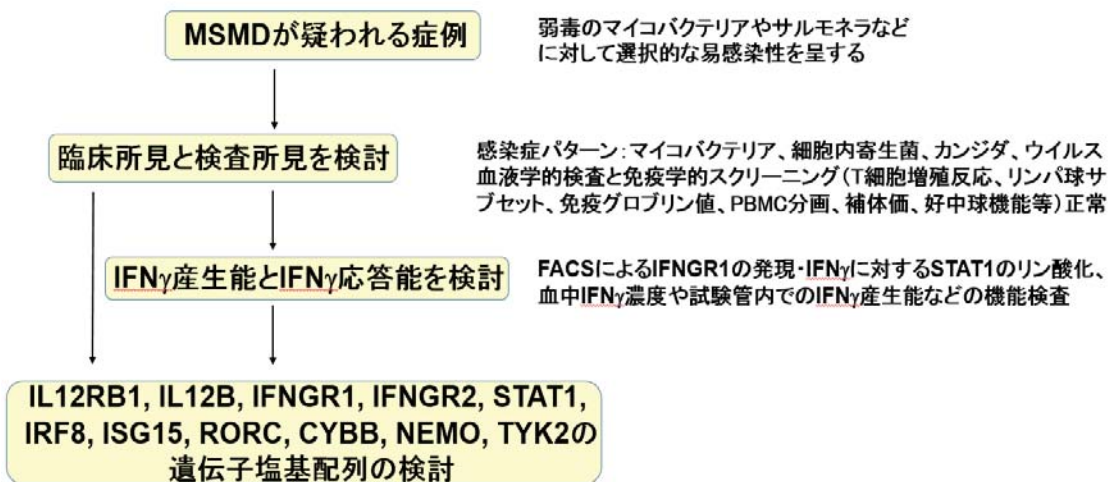 MSMDが疑われる症例
弱毒のマイコバクテリアやサルモネラなど
に対して選択的な易感染性を呈する
臨床所見と検査所見を検討
感染症パターン：マイコバクテリア、細胞内寄生菌、カンジダ、ウイルス
血液学的検査と免疫学的スクリーニング（T細胞増殖反応、リンパ球サ
ブセット、免疫グロブリン値、PBMC分画、補体価、好中球機能等）正常
IFNγ産生能とIFNγ応答能を検討
FACSによるIFNGR1の発現・IFNγに対するSTAT1のリン酸化、
血中IFNγ濃度や試験管内でのIFNγ産生能などの機能検査
IL12RB1, IL12B, IFNGR1, IFNGR2, STAT1,
IRF8, ISG15, RORC, CYBB, NEMO, TYK2の
遺伝子塩基配列の検討